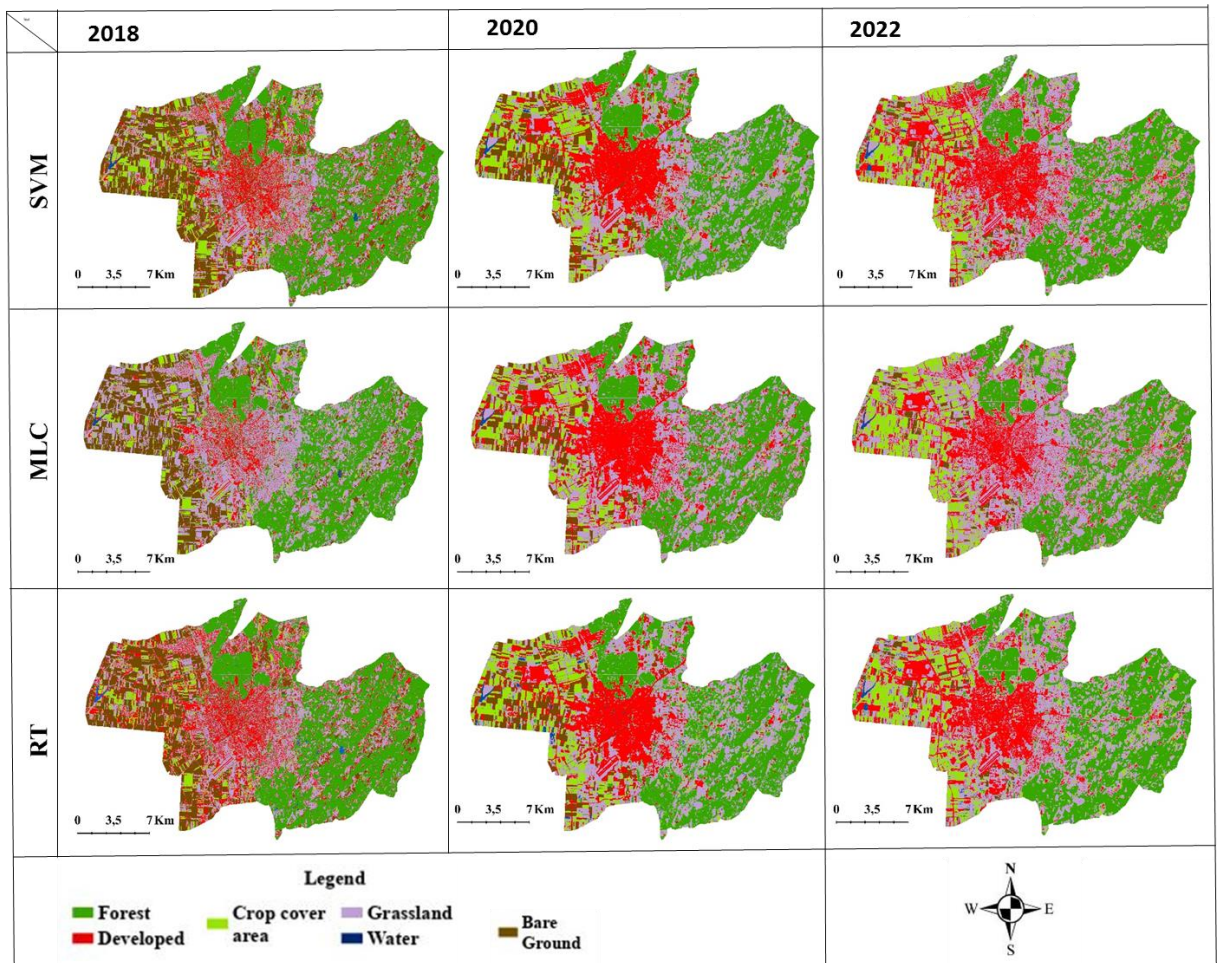 2018
2020
2022
SVM
0 3,5 7 Km
0 3,5 7 Km
0 3,5 7 Km
MLC
0 3,5 7 Km
0 3,5 7 Km
0 3,5 7 Km
RT
0 3,5 7 Km
0 3,5 7 Km
0 3,5 7 Km
Legend
Forest
Developed
Crop cover
area
Grassland
Water
Bare
Ground
N
W E
S